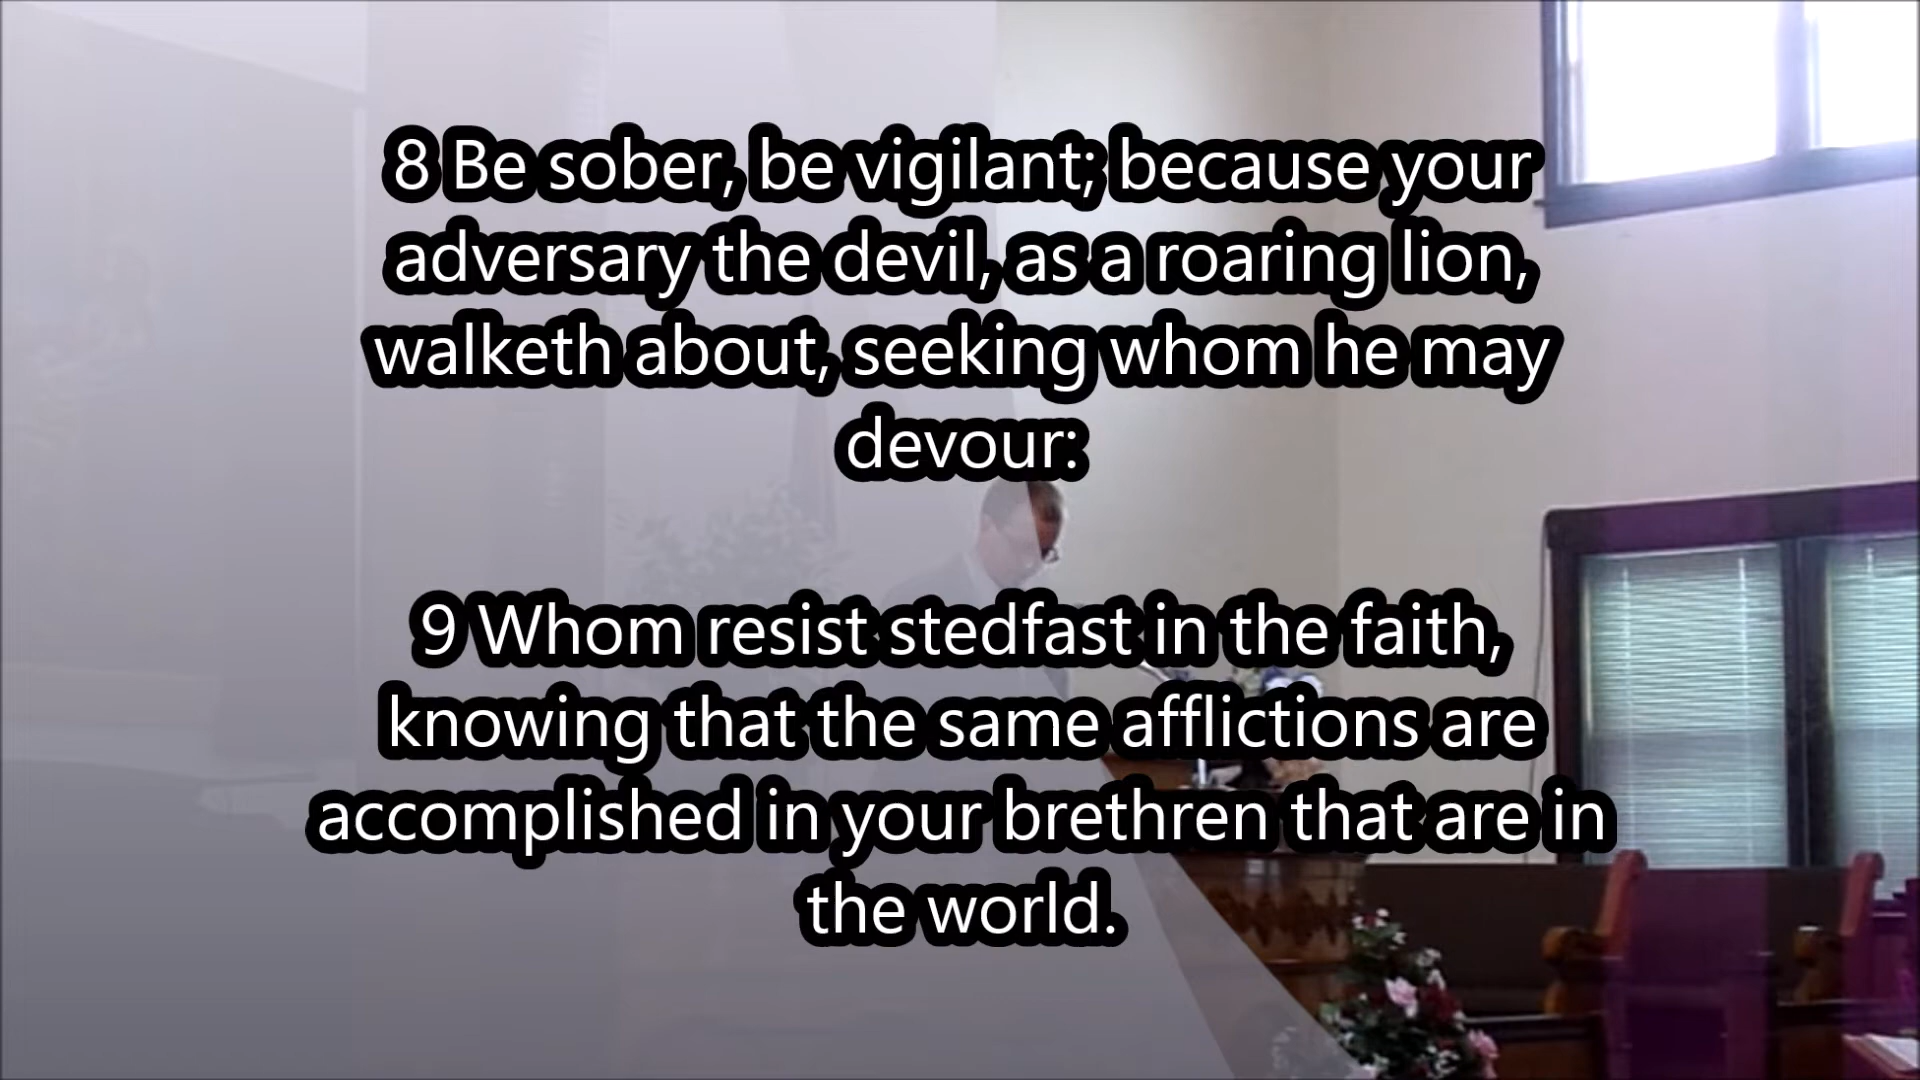 8 Be sober, be vigilant; because your
adversary the devil, as a roaring lion,
walketh about, seeking whom he may
devour:
9 Whom resist stedfast in the faith,
knowing that the same afflictions are
accomplished in your brethren that are in
the world.